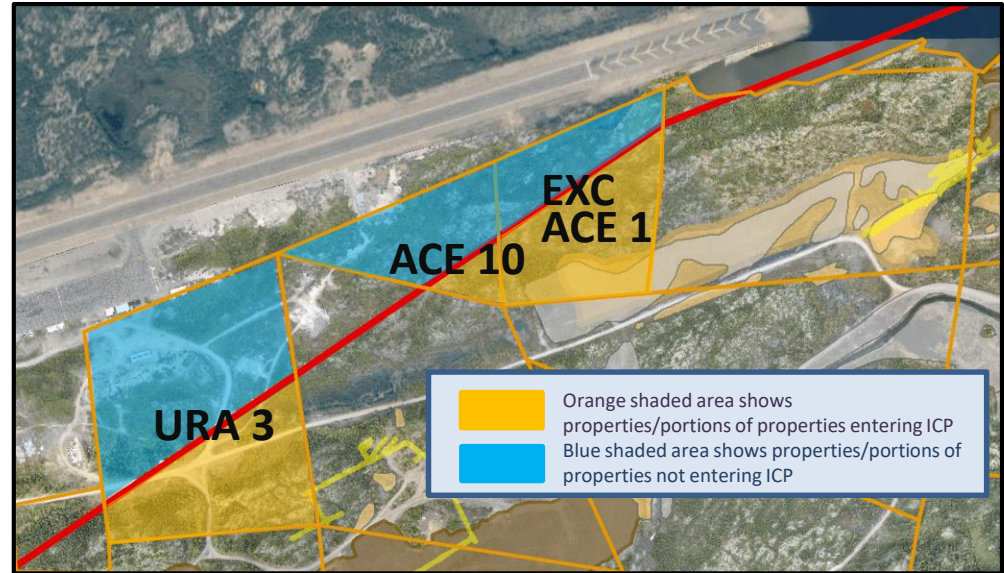 EXC
ACE 1
ACE 10
URA 3
Orange shaded area shows
properties/portions of properties entering ICP
Blue shaded area shows properties/portions of
properties not entering ICP